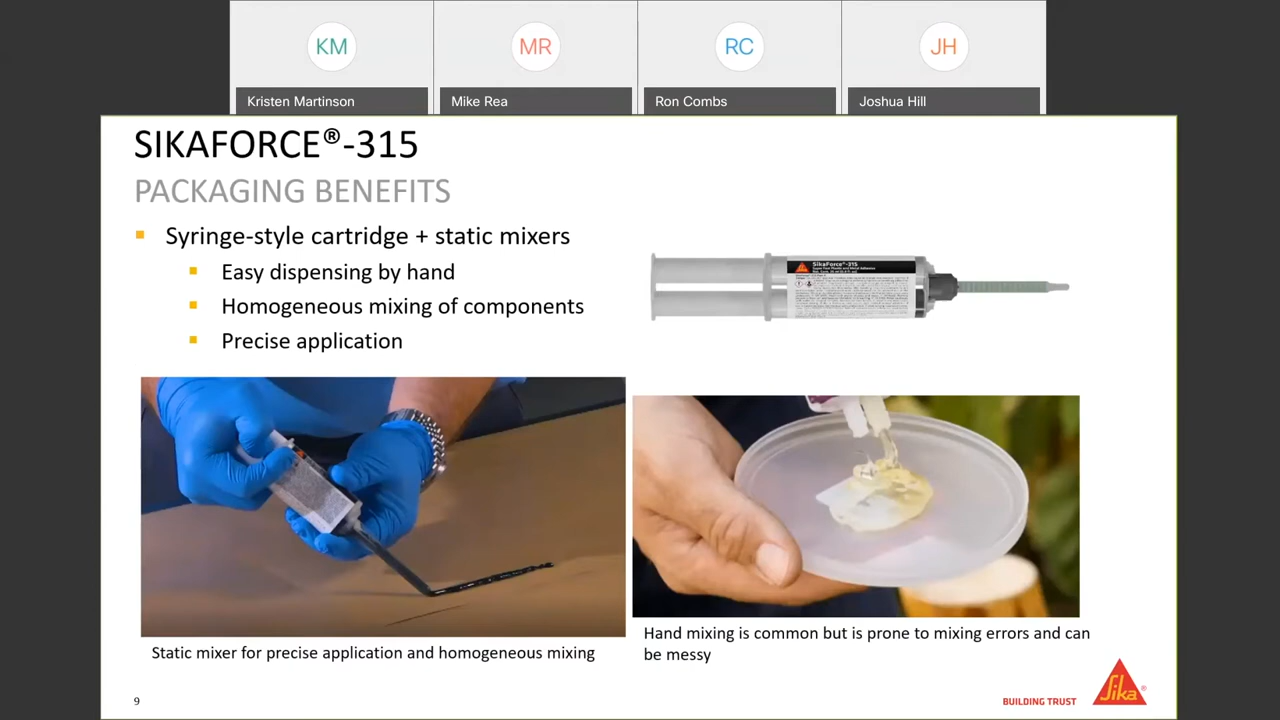 KM
MR
RC
JH
Kristen Martinson
Mike Rea
Ron Combs
Joshua Hill
SIKAFORCE®-315
PACKAGING BENEFITS
Syringe-style cartridge + static mixers
Easy dispensing by hand
Homogeneous mixing of components
Precise application
SikaForce®-315
Static mixer for precise application and homogeneous mixing
Hand mixing is common but is prone to mixing errors and can
be messy
9
BUILDING TRUST
Sika®